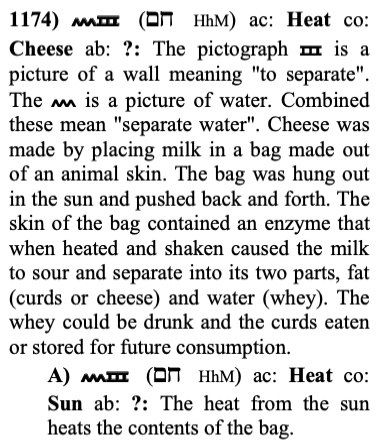 1174) (חם HhM) ac: Heat co:
Cheese ab: ?: The pictograph is a
picture of a wall meaning "to separate".
The is a picture of water. Combined
these mean "separate water". Cheese was
made by placing milk in a bag made out
of an animal skin. The bag was hung out
in the sun and pushed back and forth. The
skin of the bag contained an enzyme that
when heated and shaken caused the milk
to sour and separate into its two parts, fat
(curds or cheese) and water (whey). The
whey could be drunk and the curds eaten
or stored for future consumption.
A) (חם HhM) ac: Heat co:
Sun ab: ?: The heat from the sun
heats the contents of the bag.